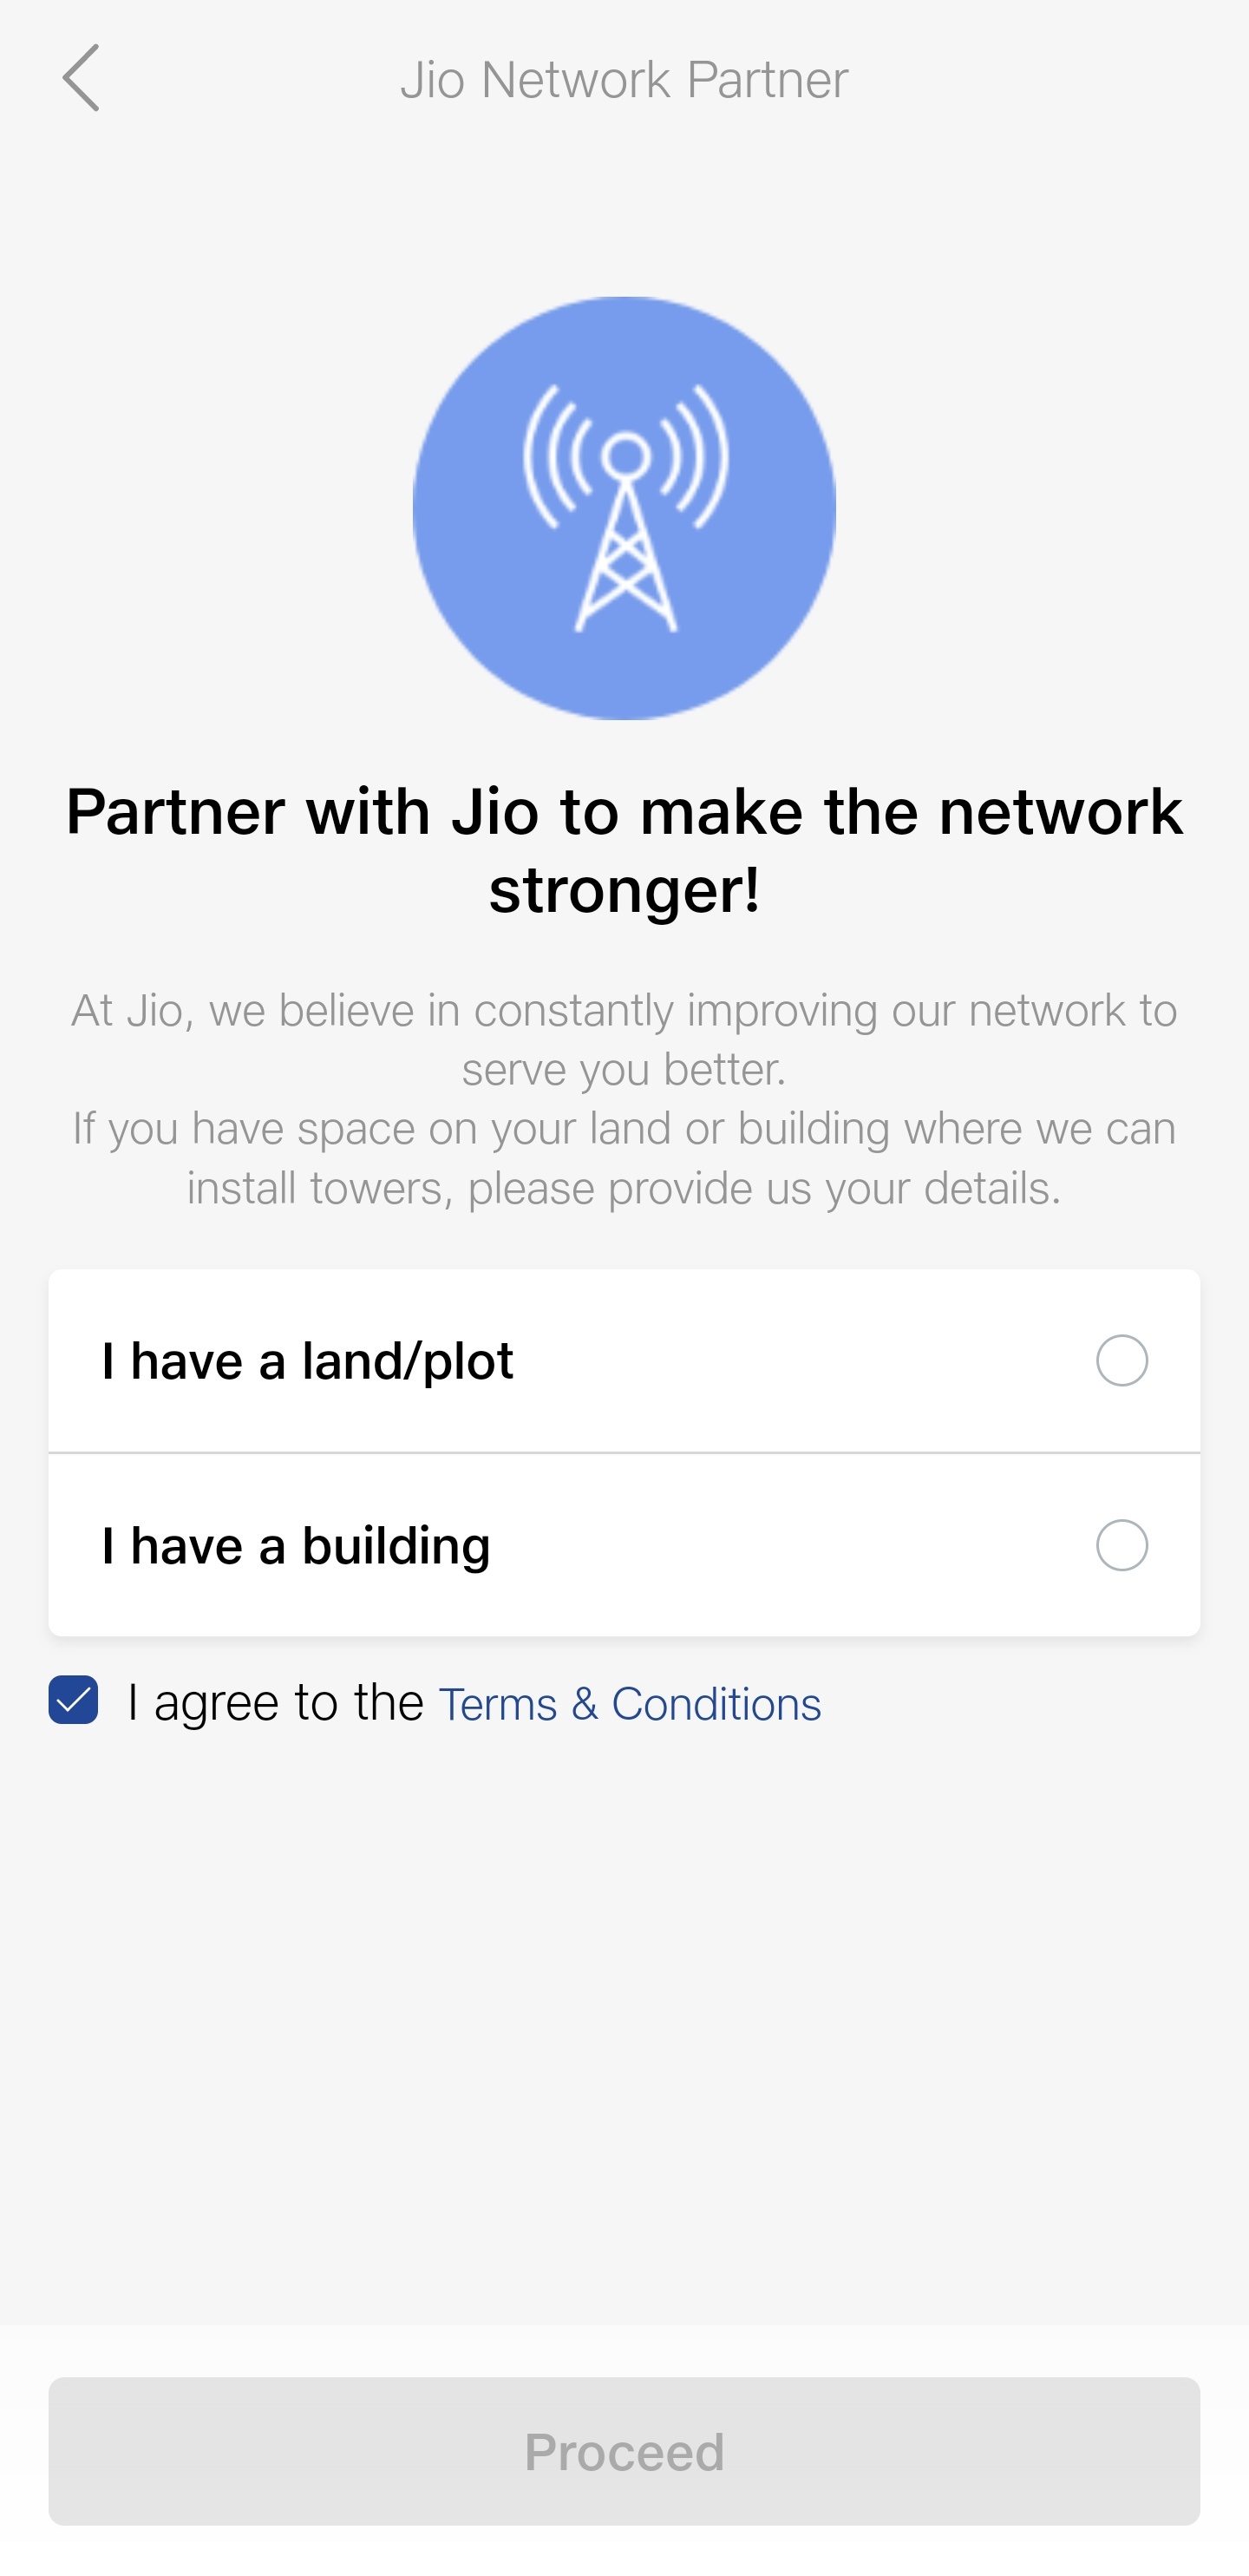 Jio Network Partner
Partner with Jio to make the network
stronger!
At Jio, we believe in constantly improving our network to
serve you better.
If you have space on your land or building where we can
install towers, please provide us your details.
I have a land/plot
I have a building
I agree to the Terms & Conditions
Proceed